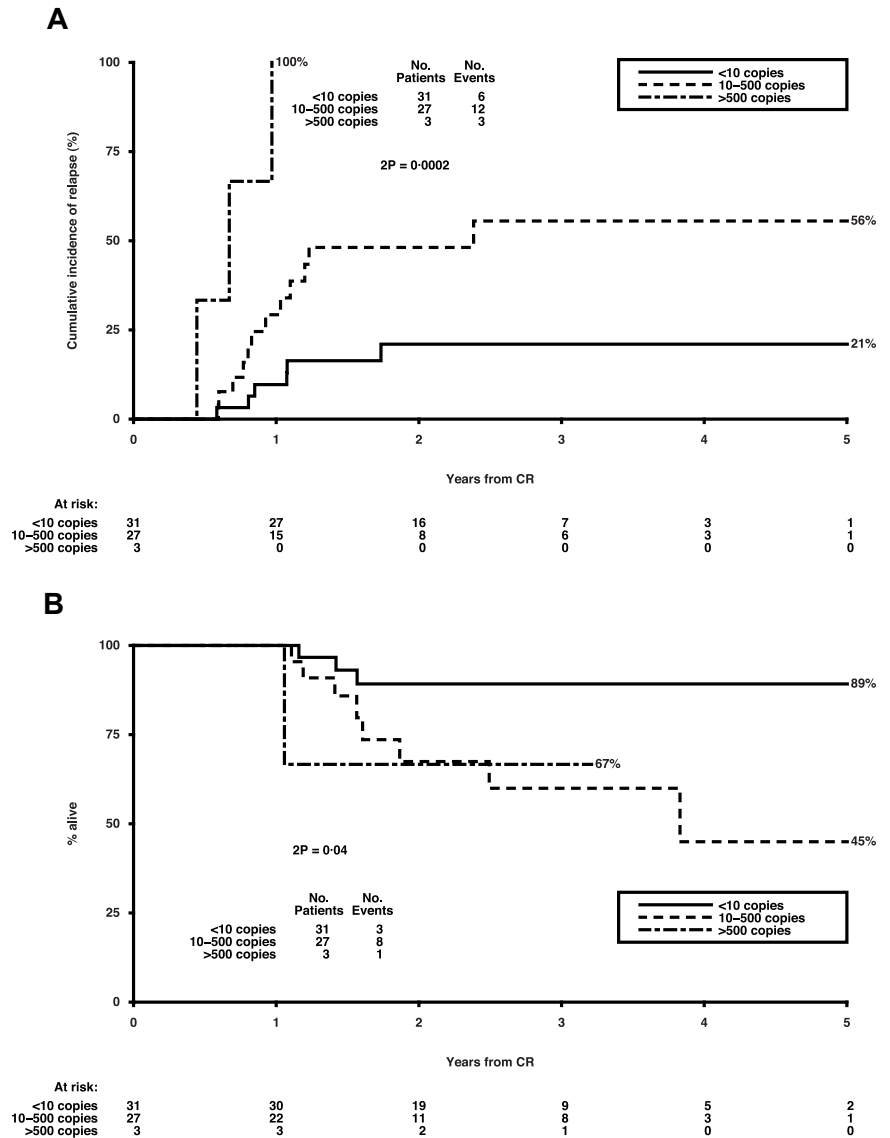 A
100
75
50
25
0
Cumulative incidence of relapse (%)
100%
No. No.
Patients Events
<10 copies 31 6
10–500 copies 27 12
>500 copies 3 3
2P = 0·0002
<10 copies
10–500 copies
>500 copies
56%
21%
0 1 2 3 4 5
Years from CR
At risk:
<10 copies 31 27 16 7 3 1
10–500 copies 27 15 8 6 3 1
>500 copies 3 0 0 0 0 0
B
100
75
50
25
0
% alive
89%
67%
45%
2P = 0·04
No. No.
Patients Events
<10 copies 31 3
10–500 copies 27 8
>500 copies 3 1
<10 copies
10–500 copies
>500 copies
0 1 2 3 4 5
Years from CR
At risk:
<10 copies 31 30 19 9 5 2
10–500 copies 27 22 11 8 3 1
>500 copies 3 3 2 1 0 0